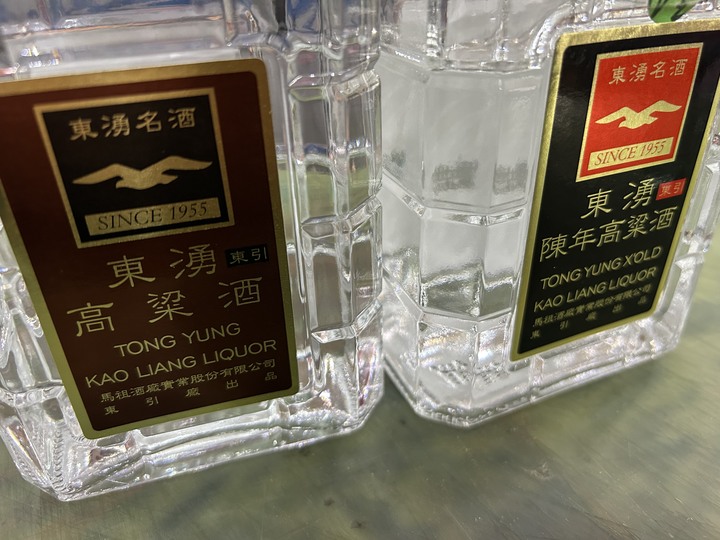 東湧名酒
SINCE 1955
東湧 東引
高粱酒
TONG YUNG
KAO LIANG LIQUOR
馬祖酒廠實業股份有限公司
東引廠出品
東湧名酒
SINCE 1955
東湧 東引
陳年高粱酒
TONG YUNG X'OLD
KAO LIANG LIQUOR
馬祖酒廠實業股份有限公司
東引廠出品